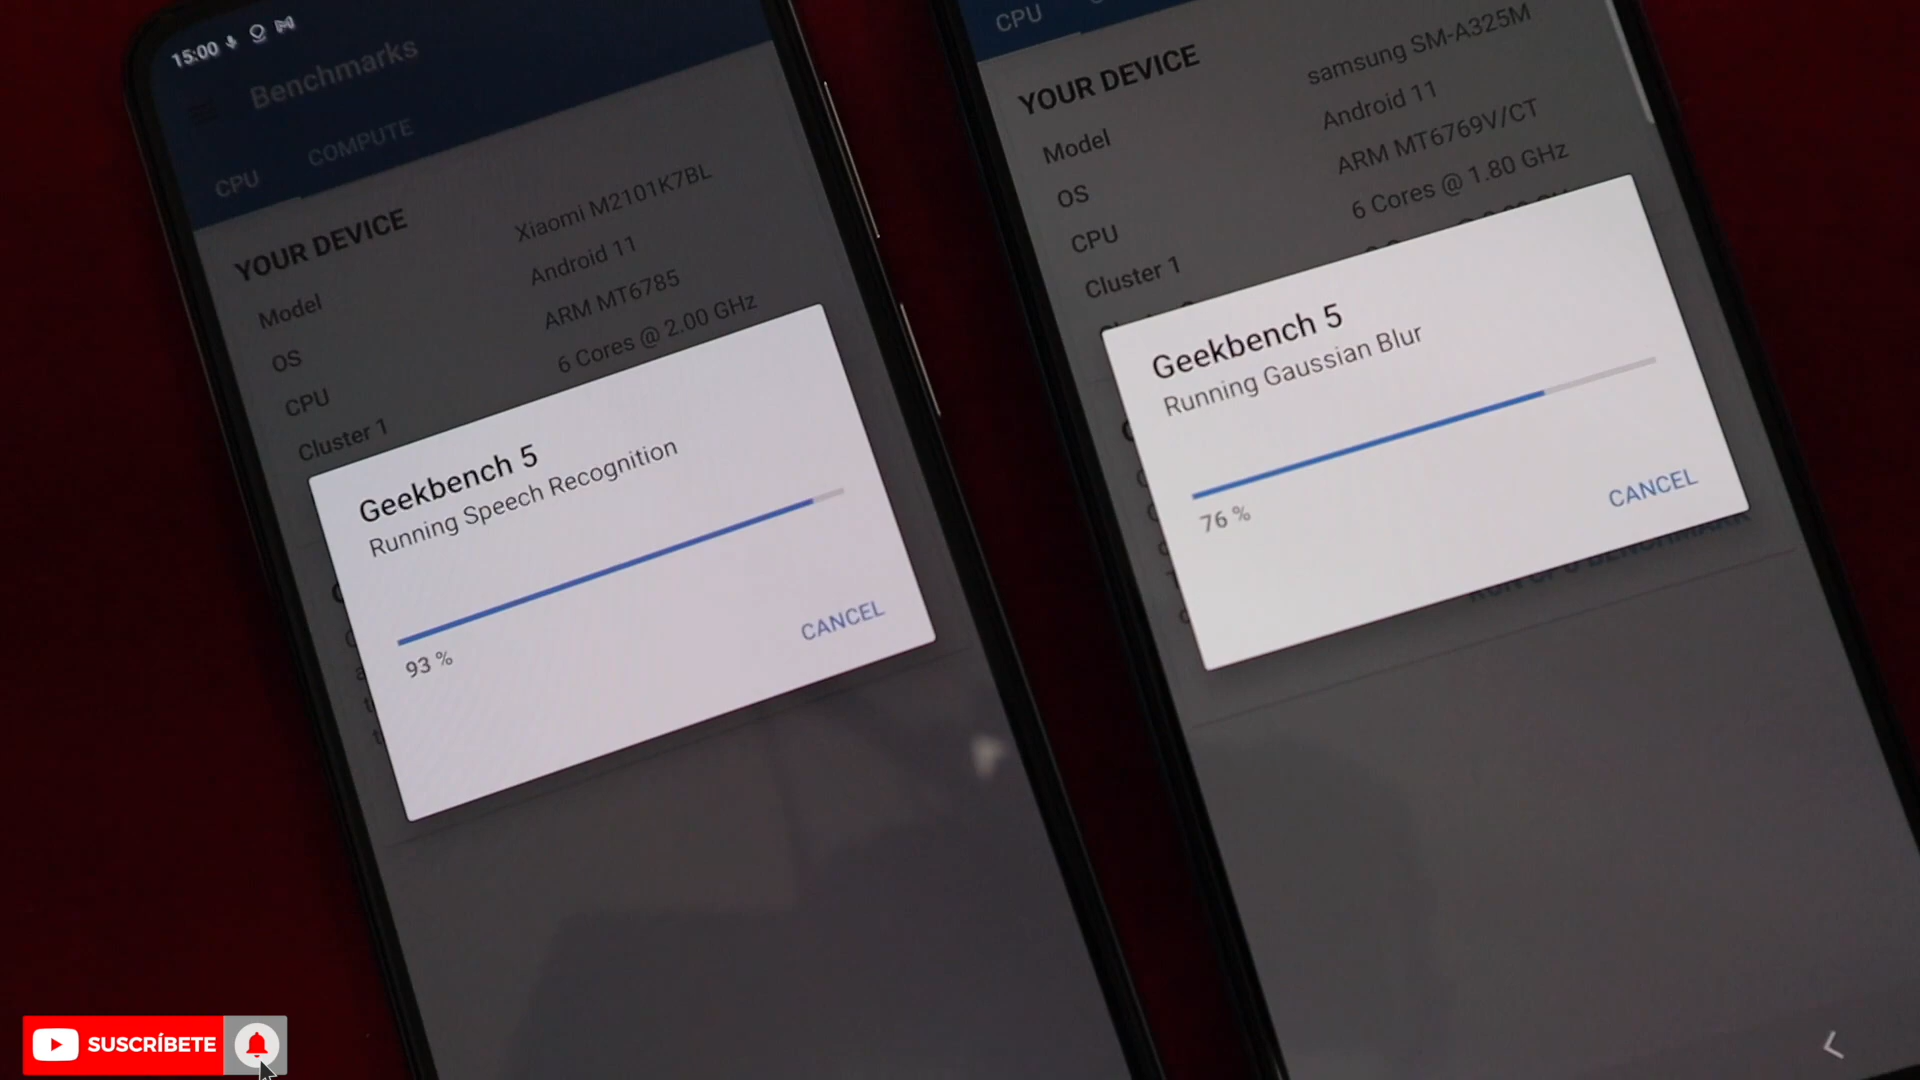 15:00
Benchmarks
CPU
COMPUTE
YOUR DEVICE
Model
Xiaomi M2101K7BL
OS
Android 11
CPU
ARM MT6785
Cluster 1
6 Cores @ 2.00 GHz
Geekbench 5
Running Speech Recognition
93 %
CANCEL
CPU
YOUR DEVICE
Model
samsung SM-A325M
OS
Android 11
CPU
ARM MT6769V/CT
Cluster 1
6 Cores @ 1.80 GHz
Geekbench 5
Running Gaussian Blur
76 %
CANCEL
RUN CPU BENCHMARK
SUSCRÍBETE